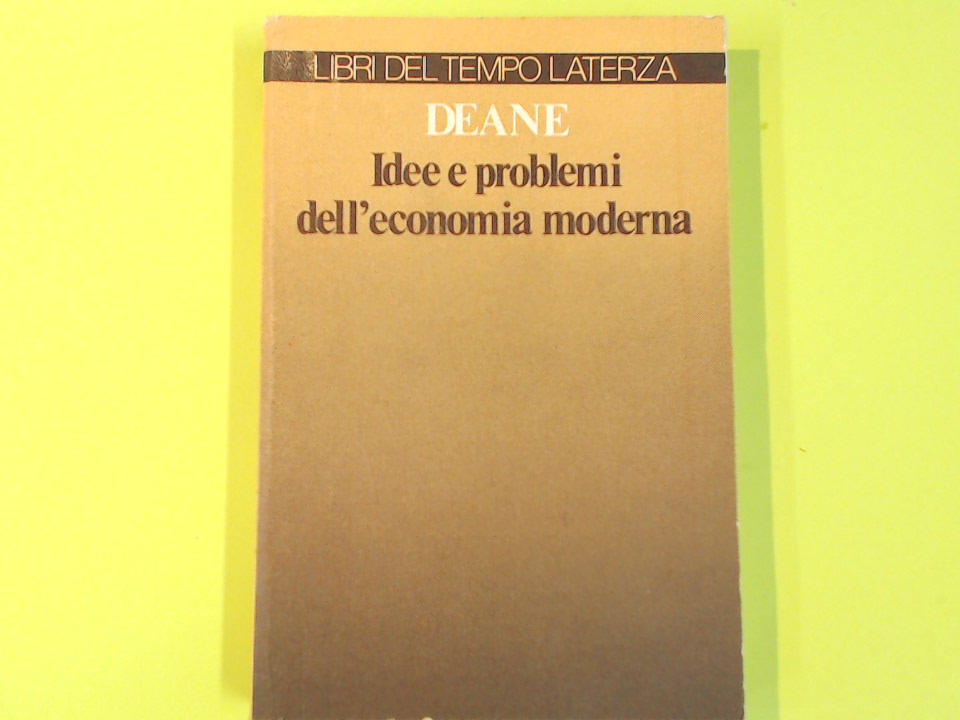 LIBRI DEL TEMPO LATERZA
DEANE
Idee e problemi
dell'economia moderna